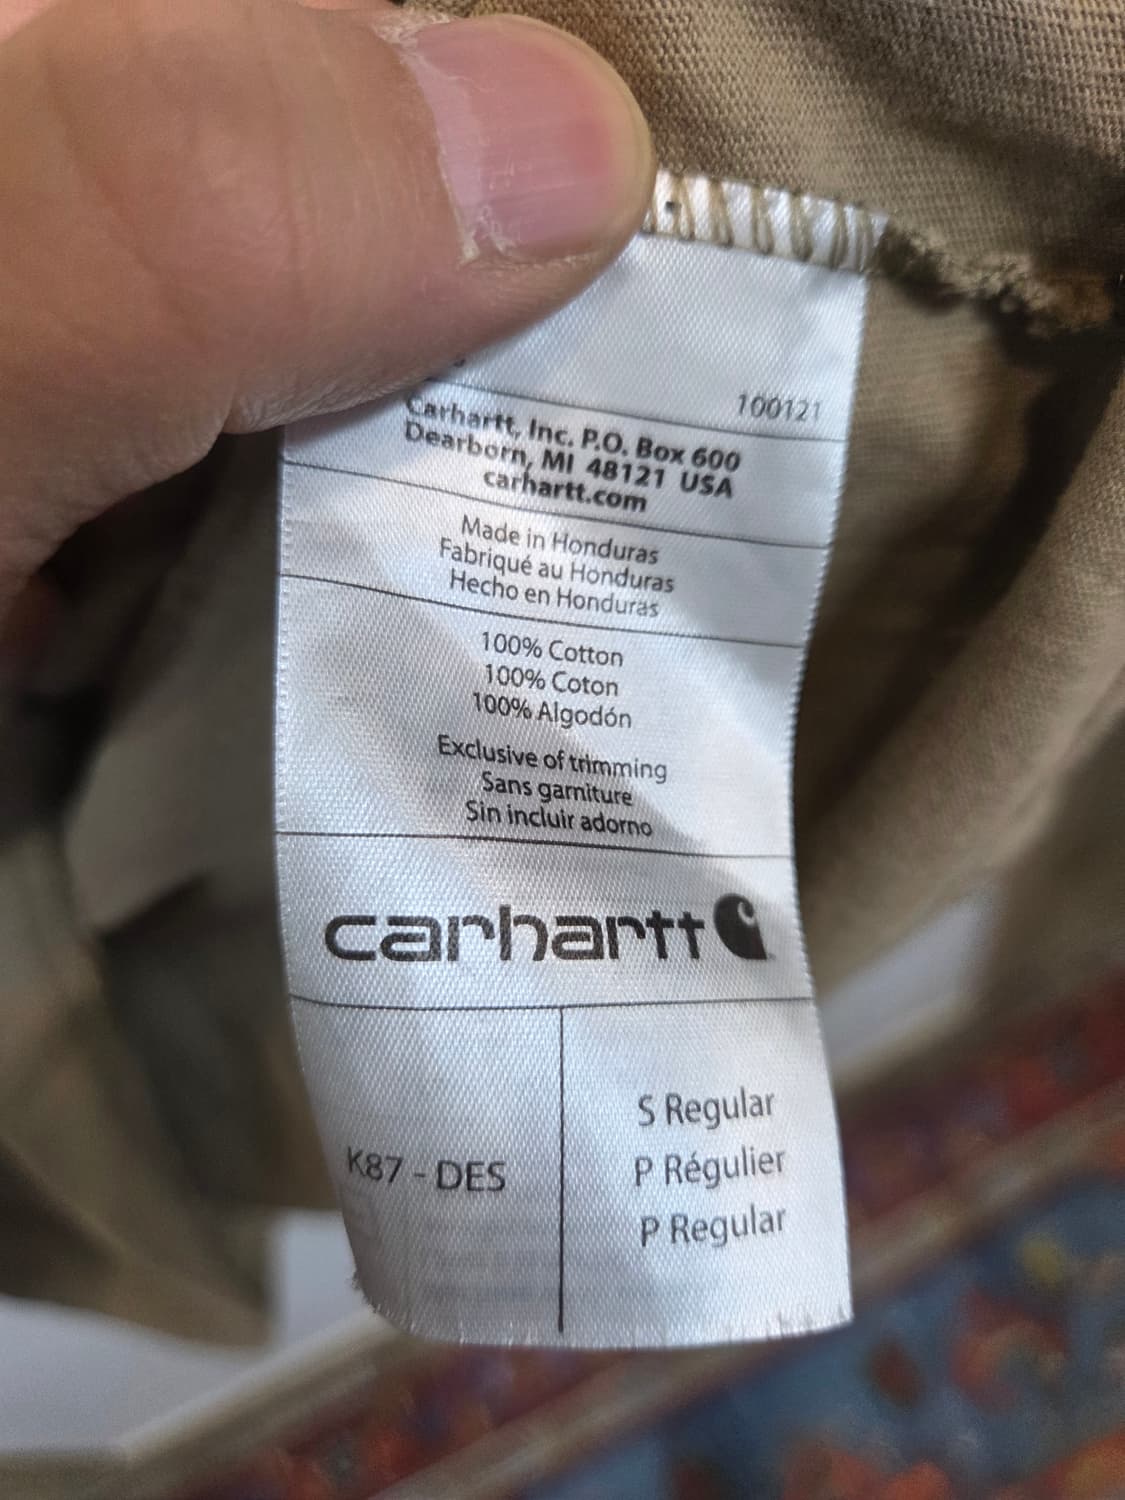 100121
Carhartt, Inc. P.O. Box 600
Dearborn, MI 48121 USA
carhartt.com
Made in Honduras
Fabriqué au Honduras
Hecho en Honduras
100% Cotton
100% Coton
100% Algodón
Exclusive of trimming
Sans garniture
Sin incluir adorno
carhartt
K87 - DES
S Regular
P Régulier
P Regular